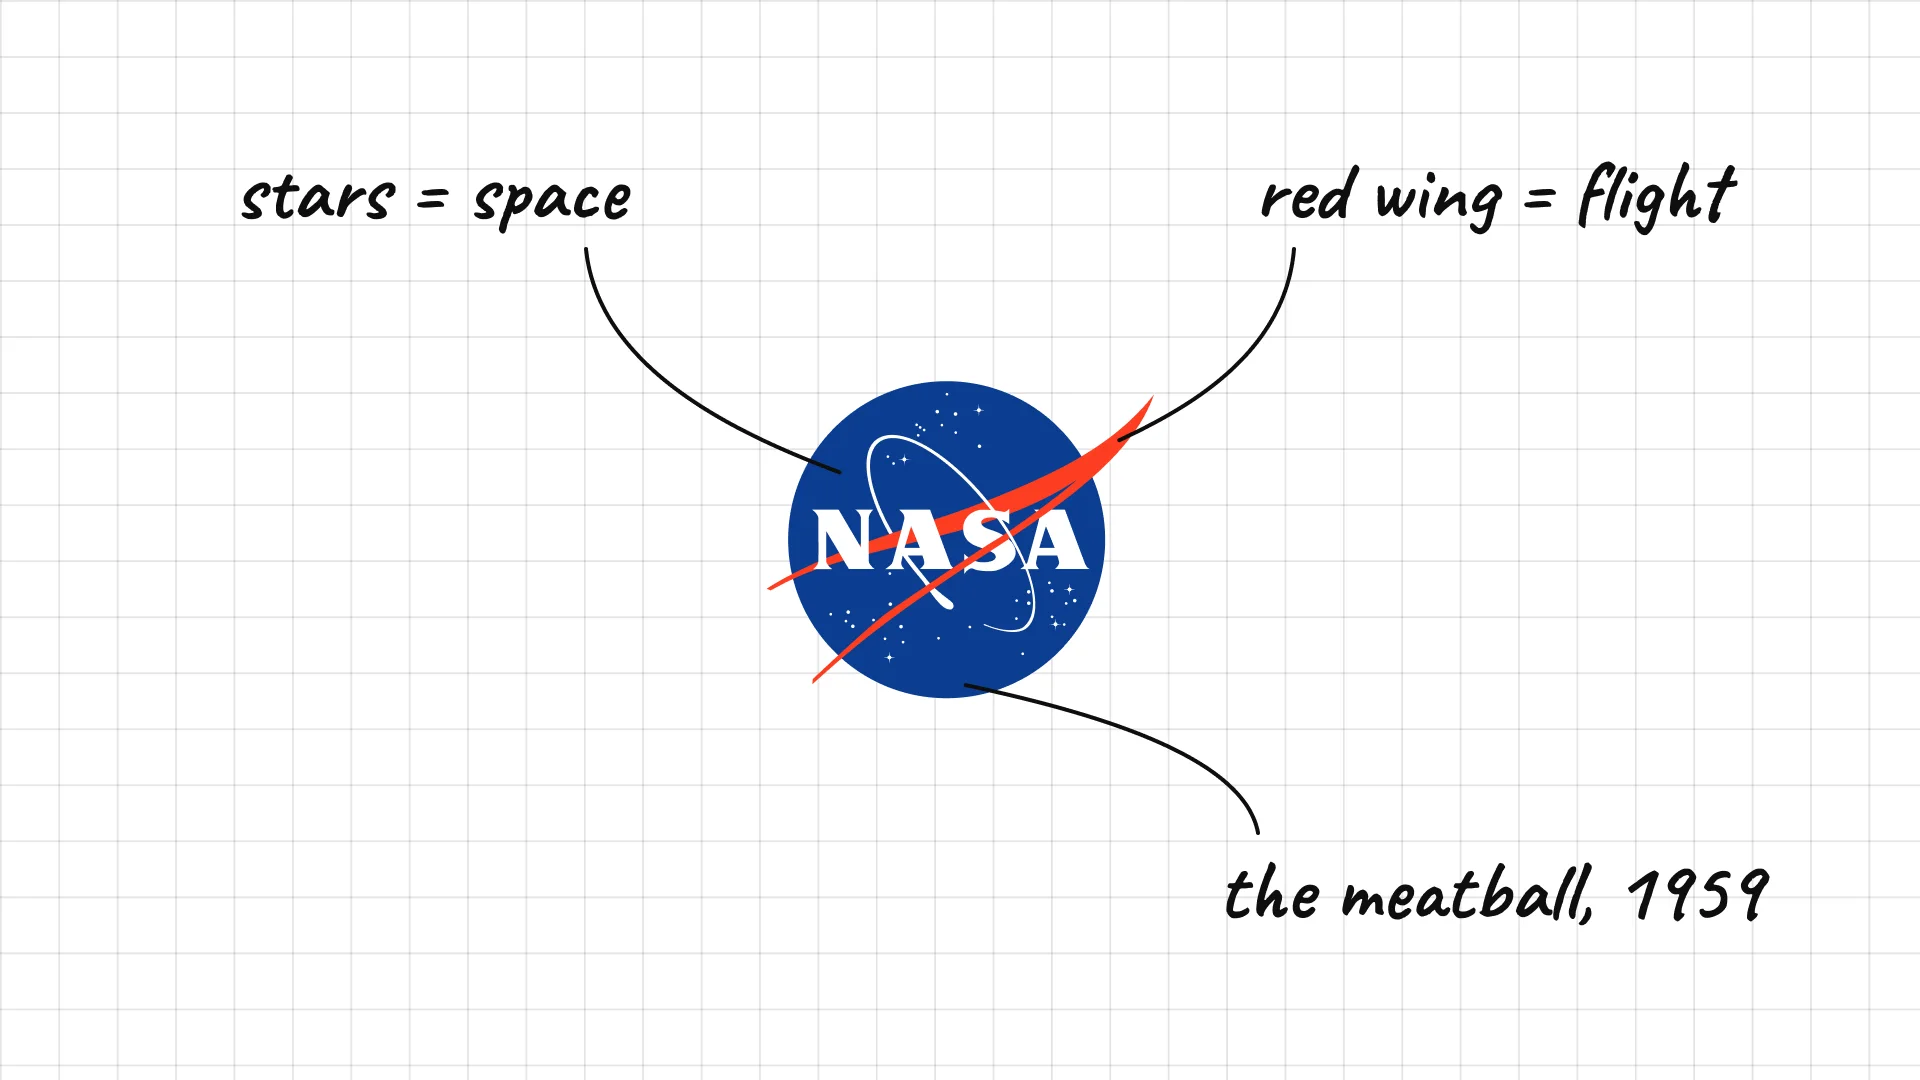 stars = space
red wing = flight
NASA
the meatball, 1959